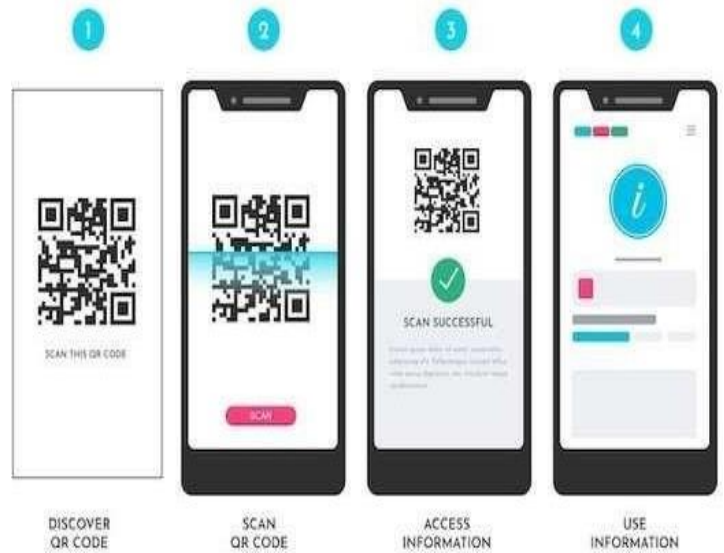 1
2
3
4
SCAN THIS QR CODE
SCAN
SCAN SUCCESSFUL
i
DISCOVER
QR CODE
SCAN
QR CODE
ACCESS
INFORMATION
USE
INFORMATION